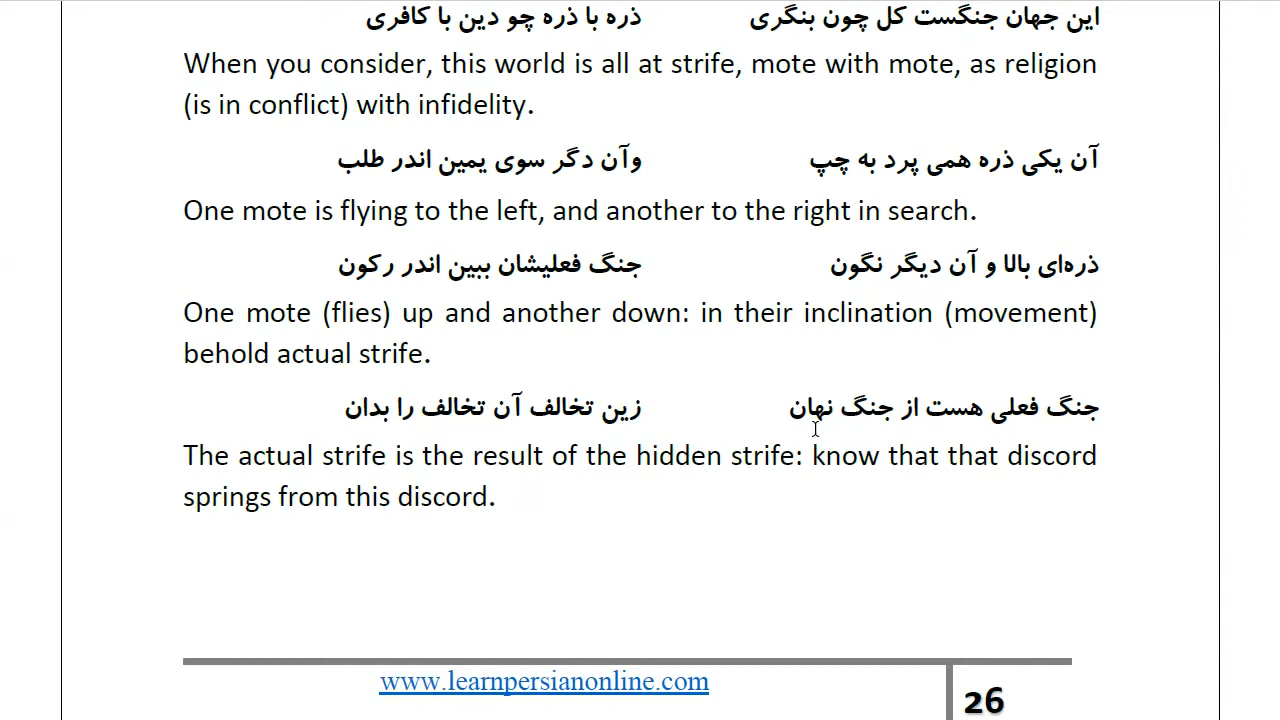 این جهان جنگست کل چون بنگری ذره با ذره چو دین با کافری
When you consider, this world is all at strife, mote with mote, as religion
(is in conflict) with infidelity.
آن یکی ذره همی پرد به چپ وآن دگر سوی یمین اندر طلب
One mote is flying to the left, and another to the right in search.
ذره‌ای بالا و آن دیگر نگون جنگ فعلیشان ببین اندر رکون
One mote (flies) up and another down: in their inclination (movement)
behold actual strife.
جنگ فعلی هست از جنگ نهان زین تخالف آن تخالف را بدان
The actual strife is the result of the hidden strife: know that that discord
springs from this discord.
www.learnpersianonline.com
26